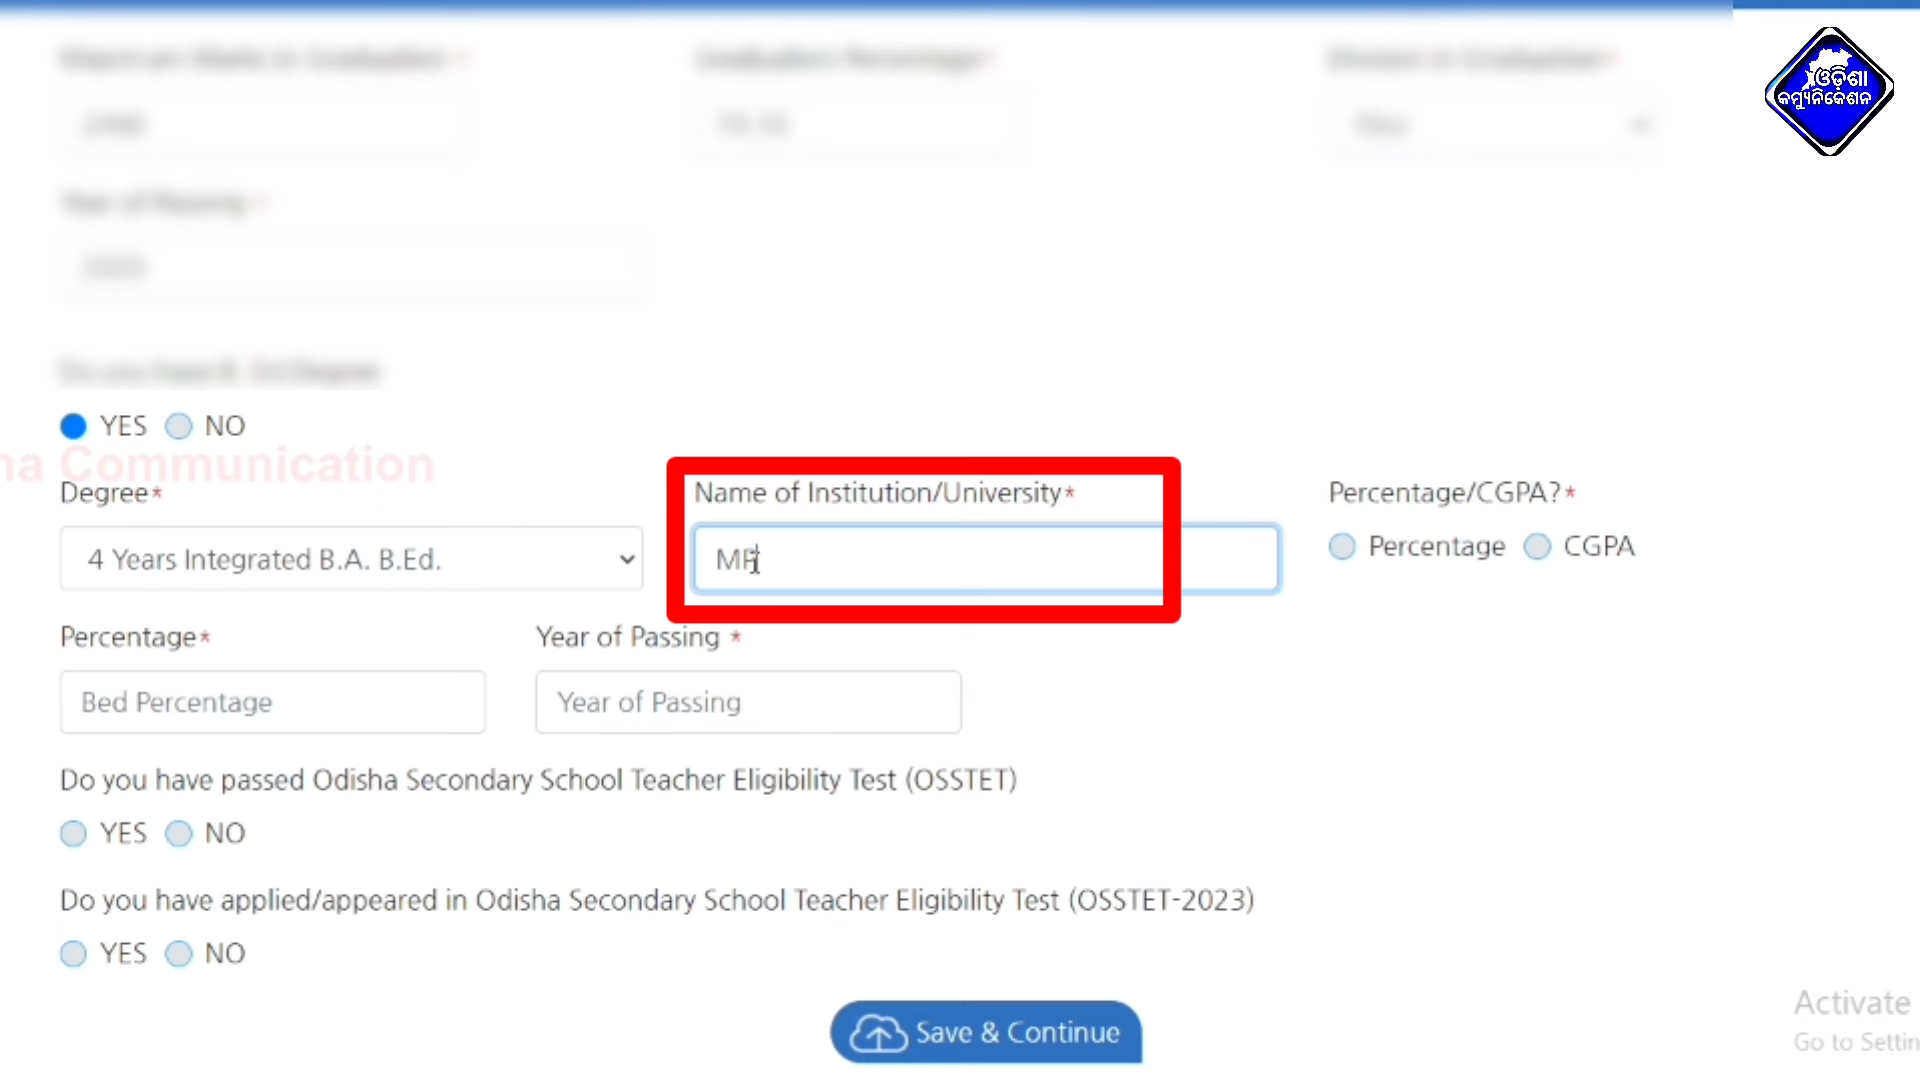 ଓଡ଼ିଶା
କମ୍ୟୁନିକେଶନ
YES NO
na Communication
Degree* Name of Institution/University* Percentage/CGPA?*
4 Years Integrated B.A. B.Ed. Percentage CGPA
Percentage* Year of Passing *
Bed Percentage Year of Passing
Do you have passed Odisha Secondary School Teacher Eligibility Test (OSSTET)
YES NO
Do you have applied/appeared in Odisha Secondary School Teacher Eligibility Test (OSSTET-2023)
YES NO
Save & Continue
Activate
Go to Settin